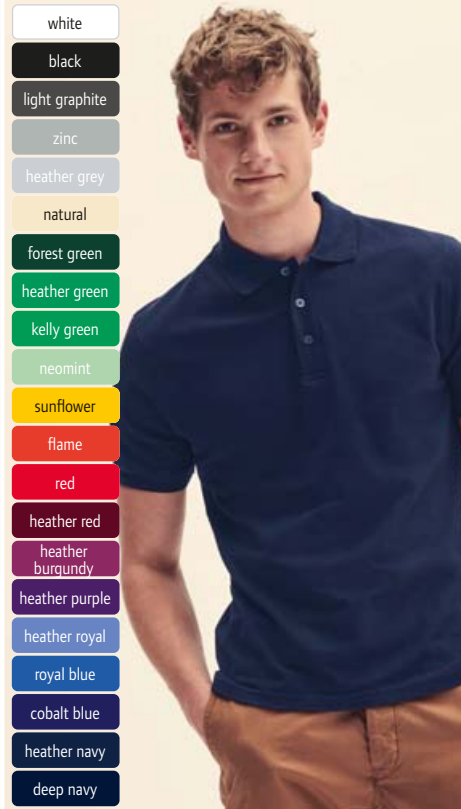 white
black
light graphite
zinc
heather grey
natural
forest green
heather green
kelly green
neomint
sunflower
flame
red
heather red
heather
burgundy
heather purple
heather royal
royal blue
cobalt blue
heather navy
deep navy